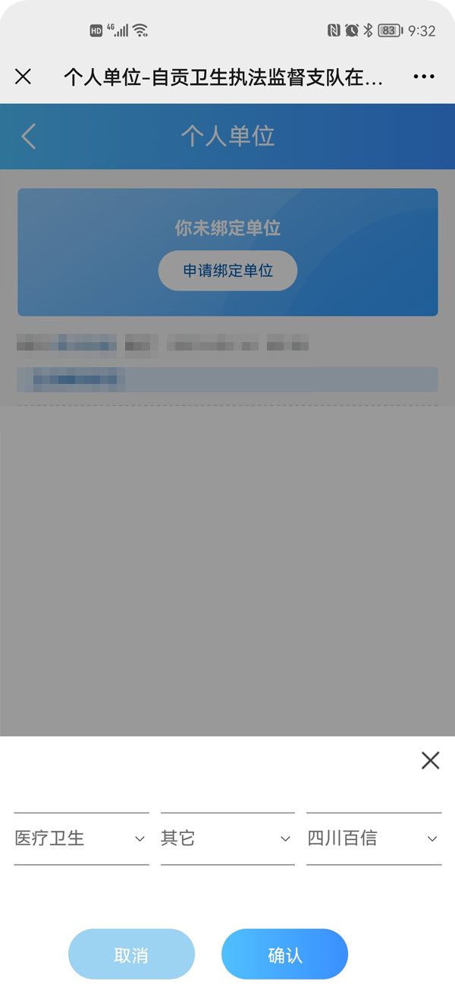 HD 4G 83 9:32
个人单位-自贡卫生执法监督支队在...
个人单位
你未绑定单位
申请绑定单位
医疗卫生 其它 四川百信
取消 确认